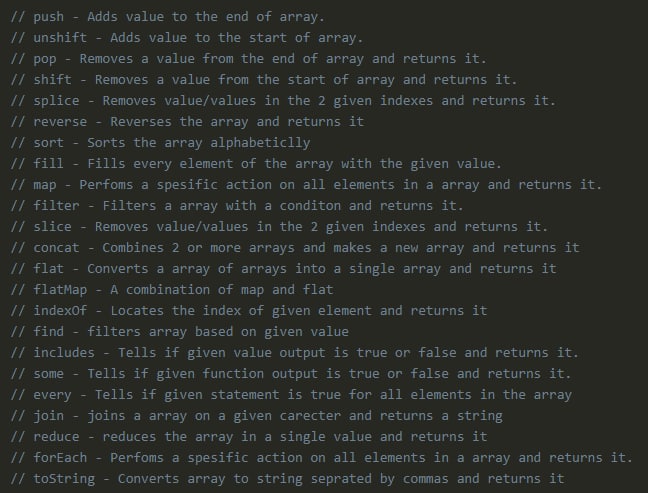 // push - Adds value to the end of array.
// unshift - Adds value to the start of array.
// pop - Removes a value from the end of array and returns it.
// shift - Removes a value from the start of array and returns it.
// splice - Removes value/values in the 2 given indexes and returns it.
// reverse - Reverses the array and returns it
// sort - Sorts the array alphabeticlly
// fill - Fills every element of the array with the given value.
// map - Perfoms a spesific action on all elements in a array and returns it.
// filter - Filters a array with a conditon and returns it.
// slice - Removes value/values in the 2 given indexes and returns it.
// concat - Combines 2 or more arrays and makes a new array and returns it
// flat - Converts a array of arrays into a single array and returns it
// flatMap - A combination of map and flat
// indexOf - Locates the index of given element and returns it
// find - filters array based on given value
// includes - Tells if given value output is true or false and returns it.
// some - Tells if given function output is true or false and returns it.
// every - Tells if given statement is true for all elements in the array
// join - joins a array on a given carecter and returns a string
// reduce - reduces the array in a single value and returns it
// forEach - Perfoms a spesific action on all elements in a array and returns it.
// toString - Converts array to string seprated by commas and returns it